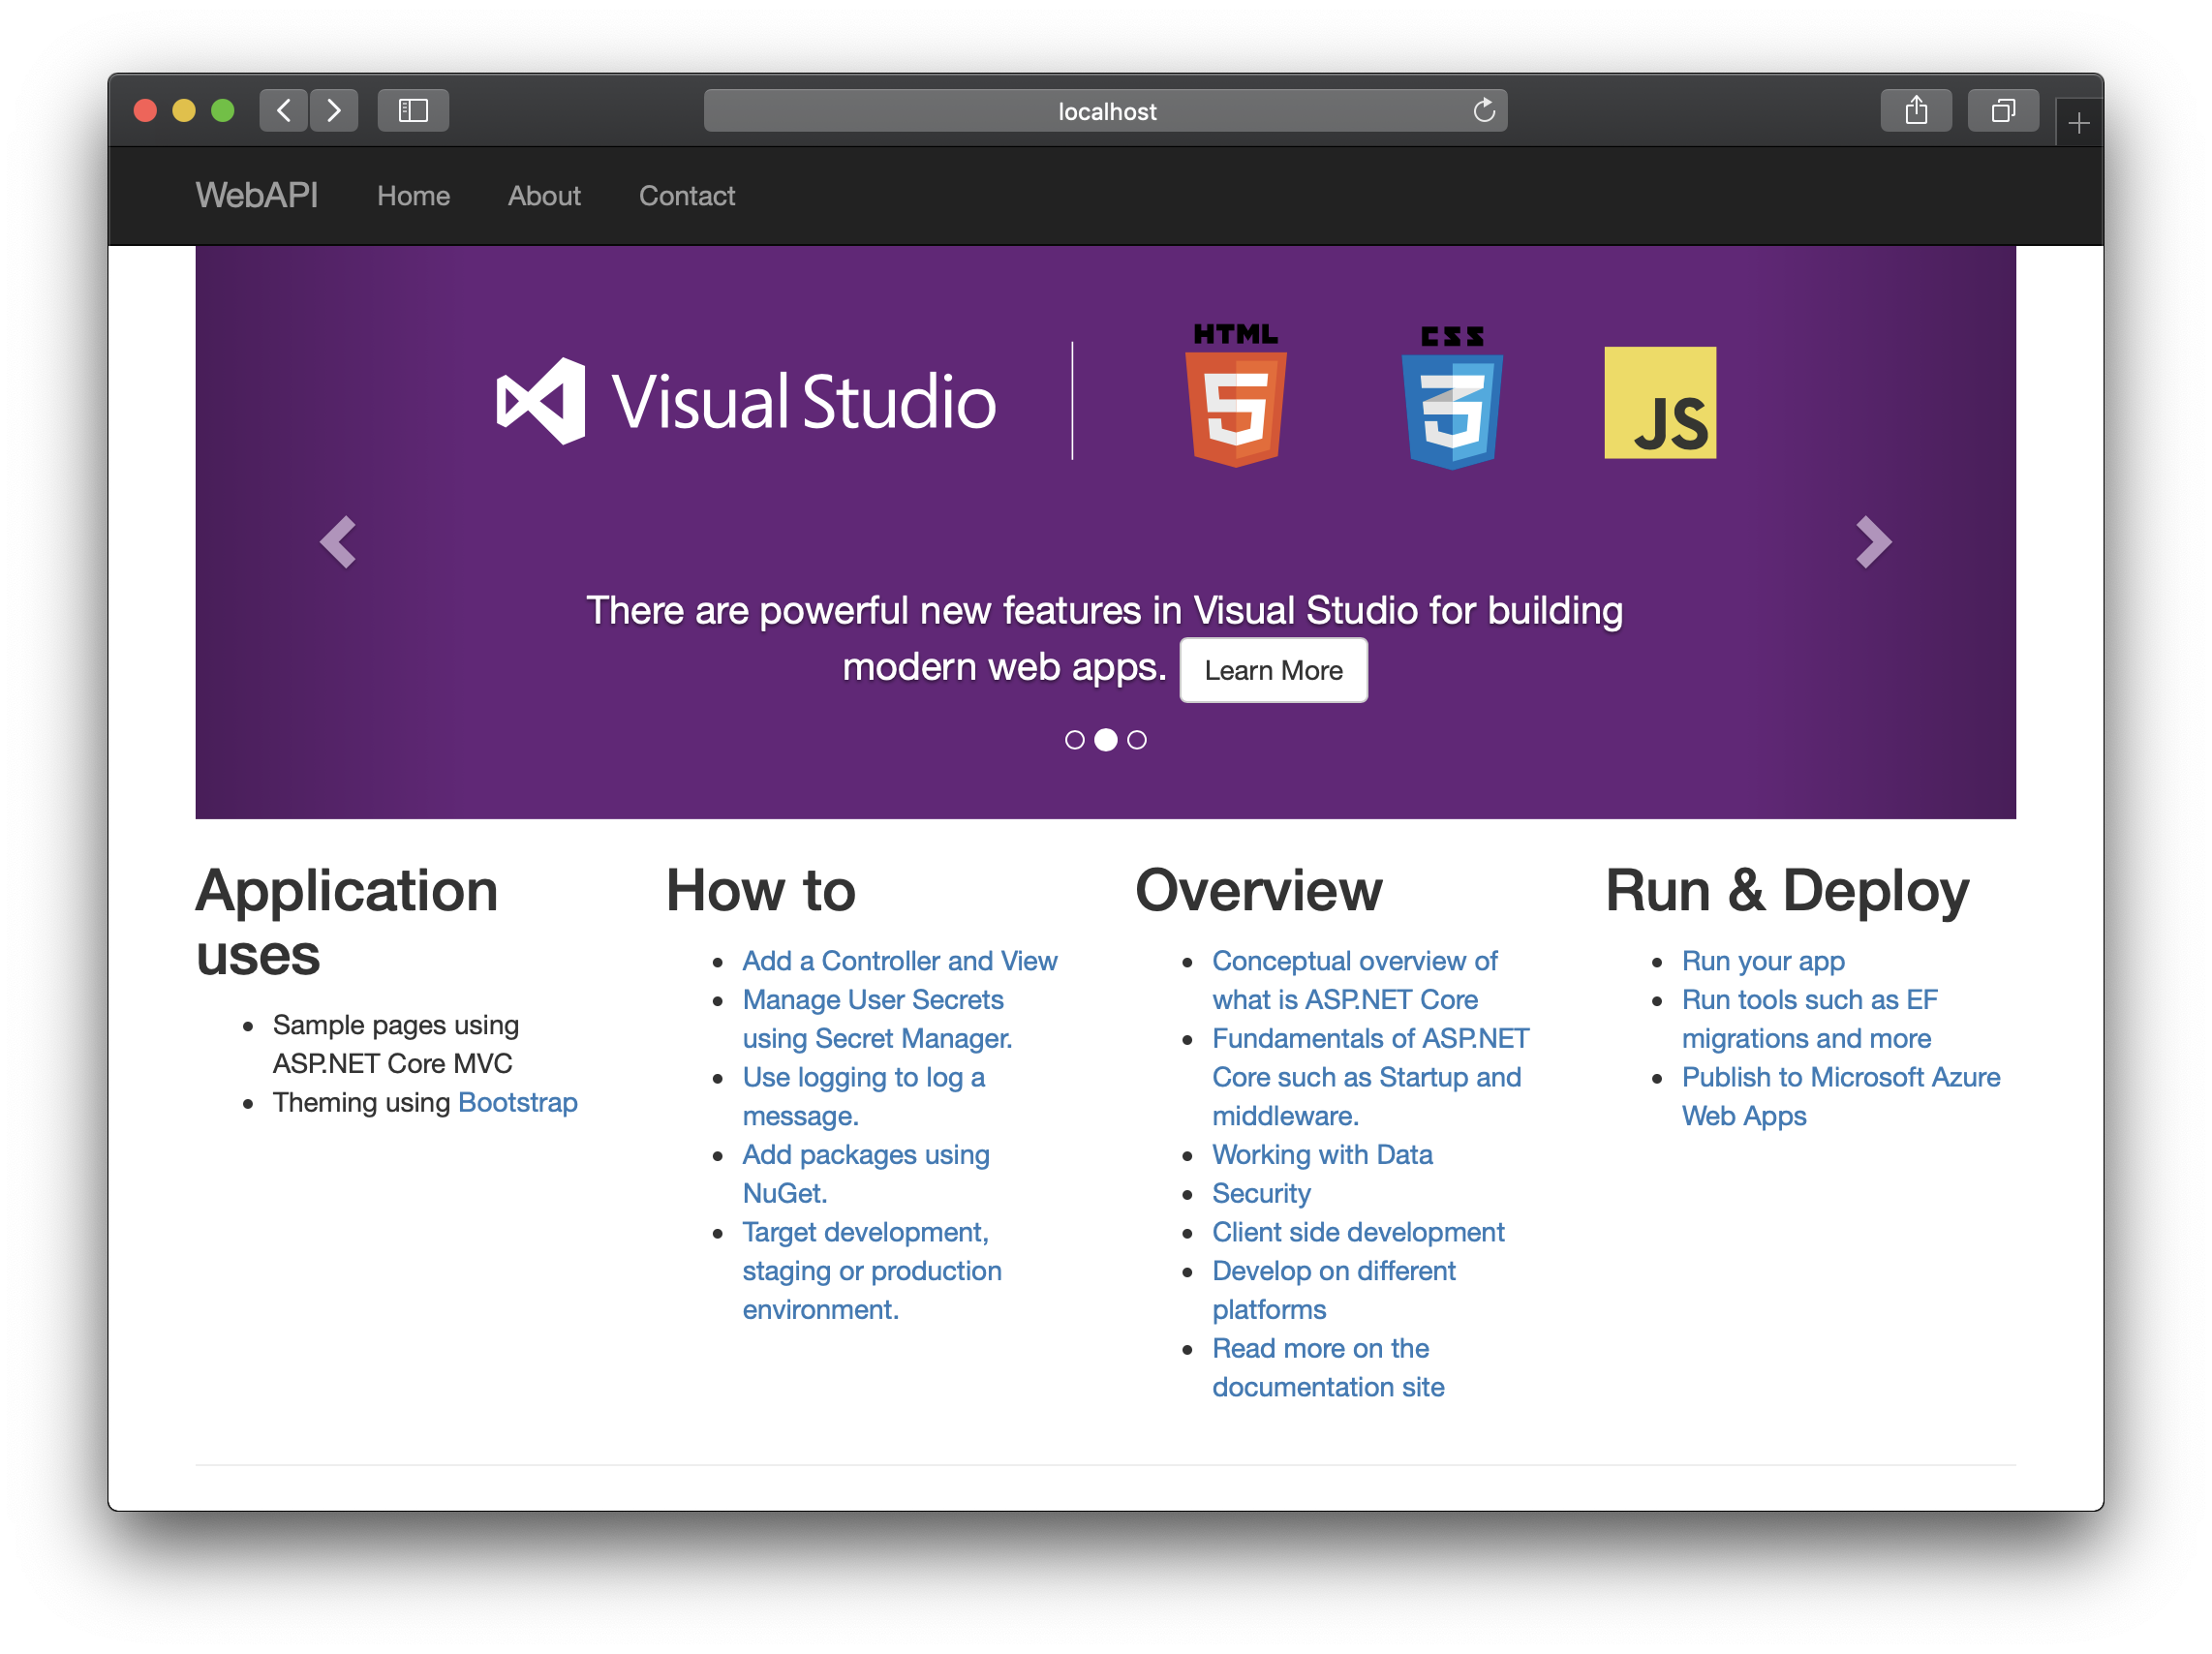 localhost
WebAPI Home About Contact
Visual Studio
HTML
5
CSS
3
JS
There are powerful new features in Visual Studio for building
modern web apps. Learn More
Application
uses
Sample pages using
ASP.NET Core MVC
Theming using Bootstrap
How to
Add a Controller and View
Manage User Secrets
using Secret Manager.
Use logging to log a
message.
Add packages using
NuGet.
Target development,
staging or production
environment.
Overview
Conceptual overview of
what is ASP.NET Core
Fundamentals of ASP.NET
Core such as Startup and
middleware.
Working with Data
Security
Client side development
Develop on different
platforms
Read more on the
documentation site
Run & Deploy
Run your app
Run tools such as EF
migrations and more
Publish to Microsoft Azure
Web Apps